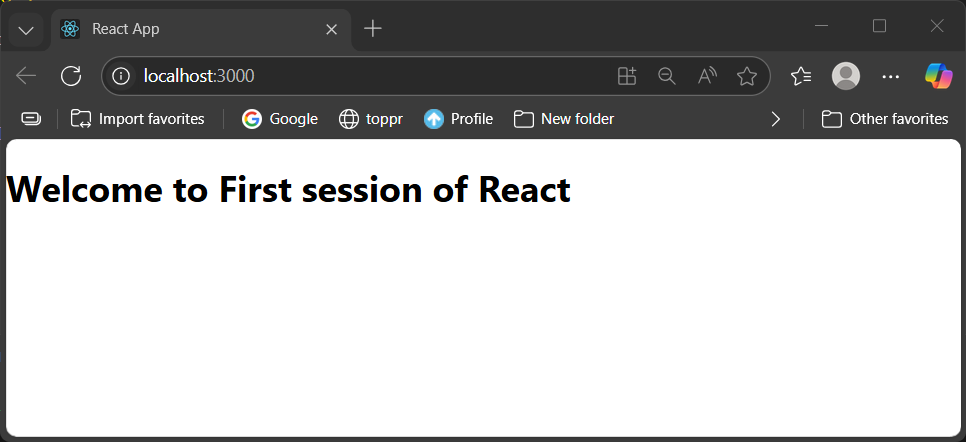 React App
localhost:3000
Import favorites Google toppr Profile New folder Other favorites
Welcome to First session of React